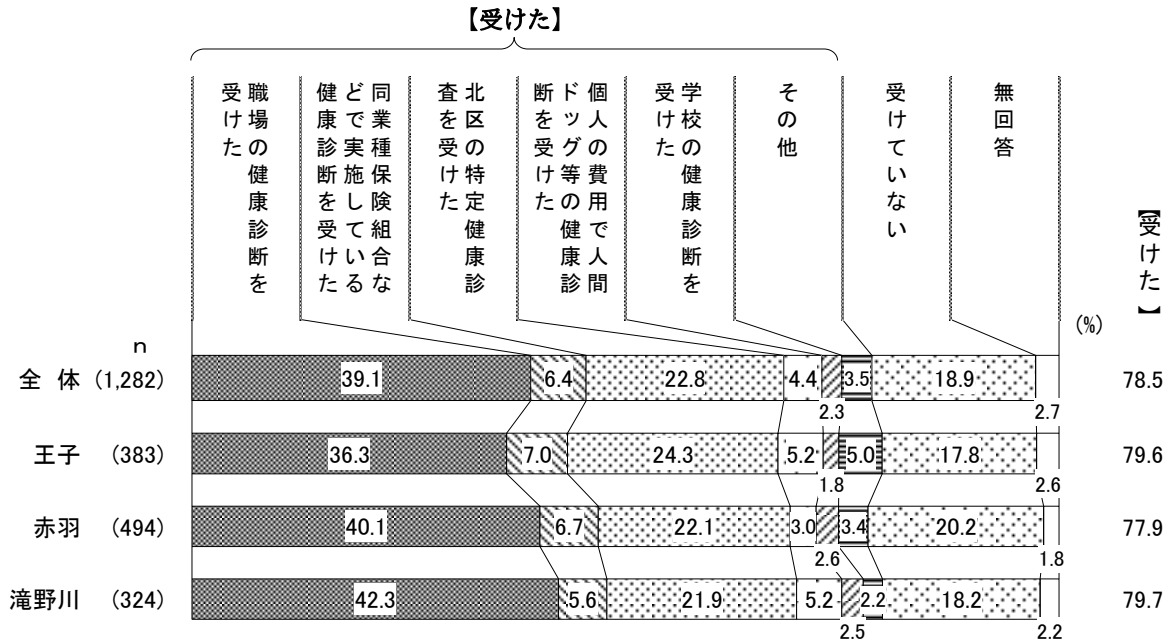 【受けた】
職場の健康診断を
受けた
同業種保険組合な
どで実施している
健康診断を受けた
北区の特定健康診
査を受けた
個人の費用で人間
ドッグ等の健康診
断を受けた
学校の健康診断を
受けた
その他
受けていない
無回答
【受けた】
(%)
n
全 体 (1,282)
39.1
6.4
22.8
4.4
2.3
3.5
18.9
2.7
78.5
王子 (383)
36.3
7.0
24.3
5.2
1.8
5.0
17.8
2.6
79.6
赤羽 (494)
40.1
6.7
22.1
3.0
2.6
3.4
20.2
1.8
77.9
滝野川 (324)
42.3
5.6
21.9
5.2
2.5
2.2
18.2
2.2
79.7